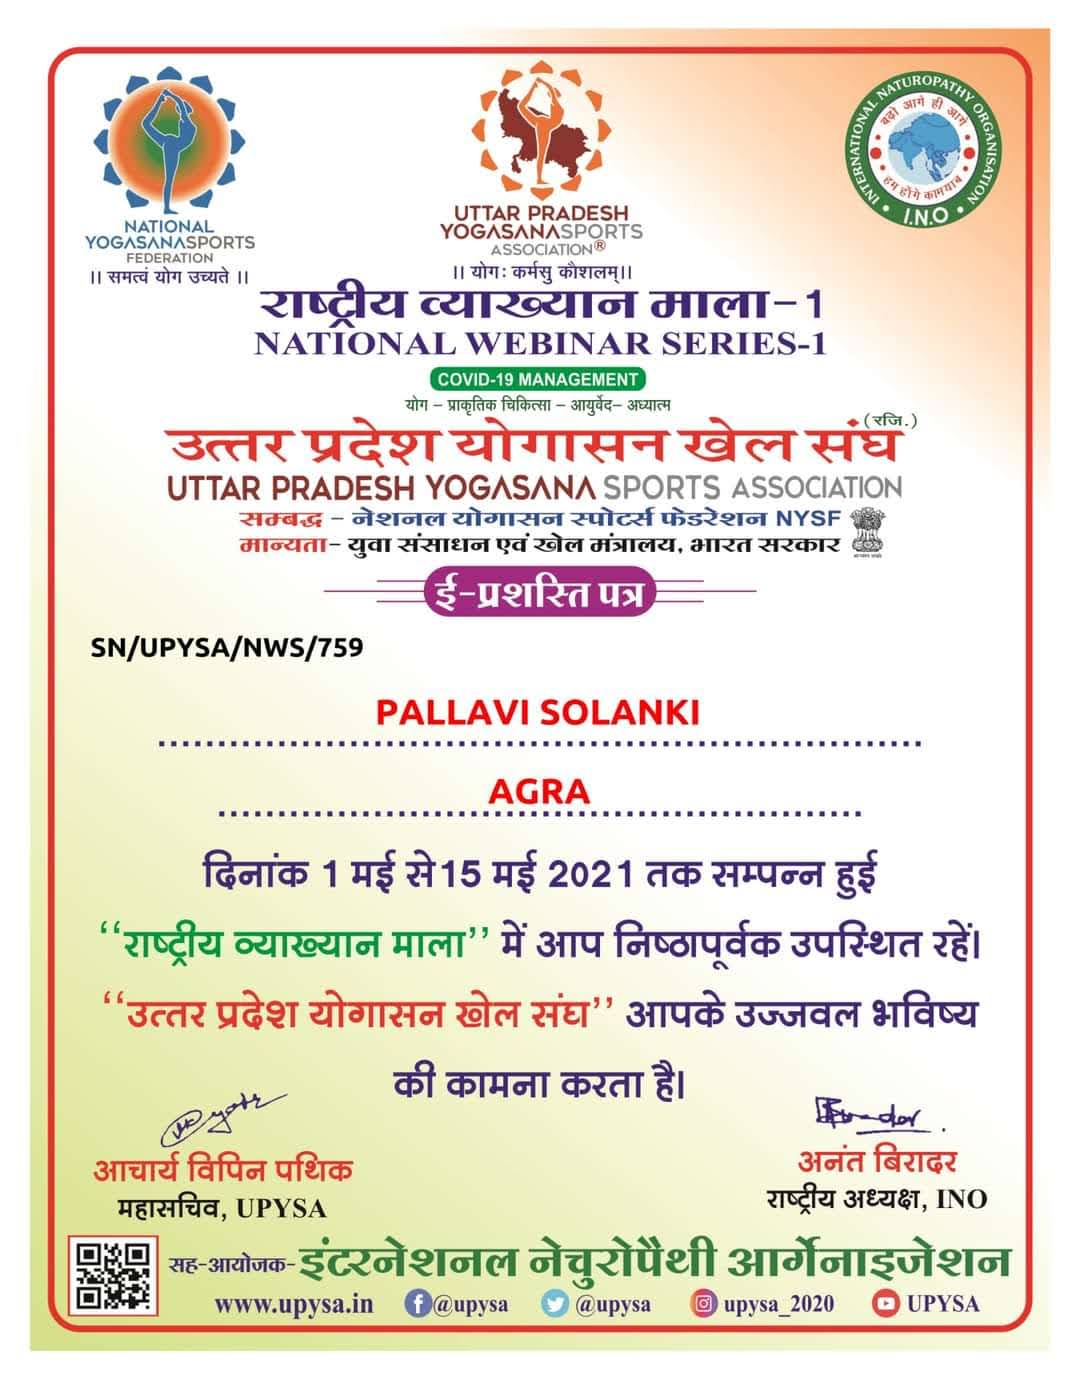 NATIONAL
YOGASANASPORTS
FEDERATION
।। समत्वं योग उच्यते ।।
UTTAR PRADESH
YOGASANASPORTS
ASSOCIATION®
।। योग: कर्मसु कौशलम्।।
INTERNATIONAL NATUROPATHY ORGANISATION
बढ़ो आगे ही आगे
हम होंगे कामयाब
• I.N.O •
राष्ट्रीय व्याख्यान माला-1
NATIONAL WEBINAR SERIES-1
COVID-19 MANAGEMENT
योग – प्राकृतिक चिकित्सा – आयुर्वेद– अध्यात्म
उत्तर प्रदेश योगासन खेल संघ (रजि.)
UTTAR PRADESH YOGASANA SPORTS ASSOCIATION
सम्बद्ध – नेशनल योगासन स्पोटर्स फेडरेशन NYSF
मान्यता- युवा संसाधन एवं खेल मंत्रालय, भारत सरकार
ई-प्रशस्ति पत्र
SN/UPYSA/NWS/759
PALLAVI SOLANKI
AGRA
दिनांक 1 मई से 15 मई 2021 तक सम्पन्न हुई
‘‘राष्ट्रीय व्याख्यान माला’’ में आप निष्ठापूर्वक उपस्थित रहें।
‘‘उत्तर प्रदेश योगासन खेल संघ’’ आपके उज्जवल भविष्य
की कामना करता है।
आचार्य विपिन पथिक
महासचिव, UPYSA
अनंत बिरादर
राष्ट्रीय अध्यक्ष, INO
सह-आयोजक- इंटरनेशनल नेचुरोपैथी आर्गेनाइजेशन
www.upysa.in @upysa @upysa upysa_2020 UPYSA